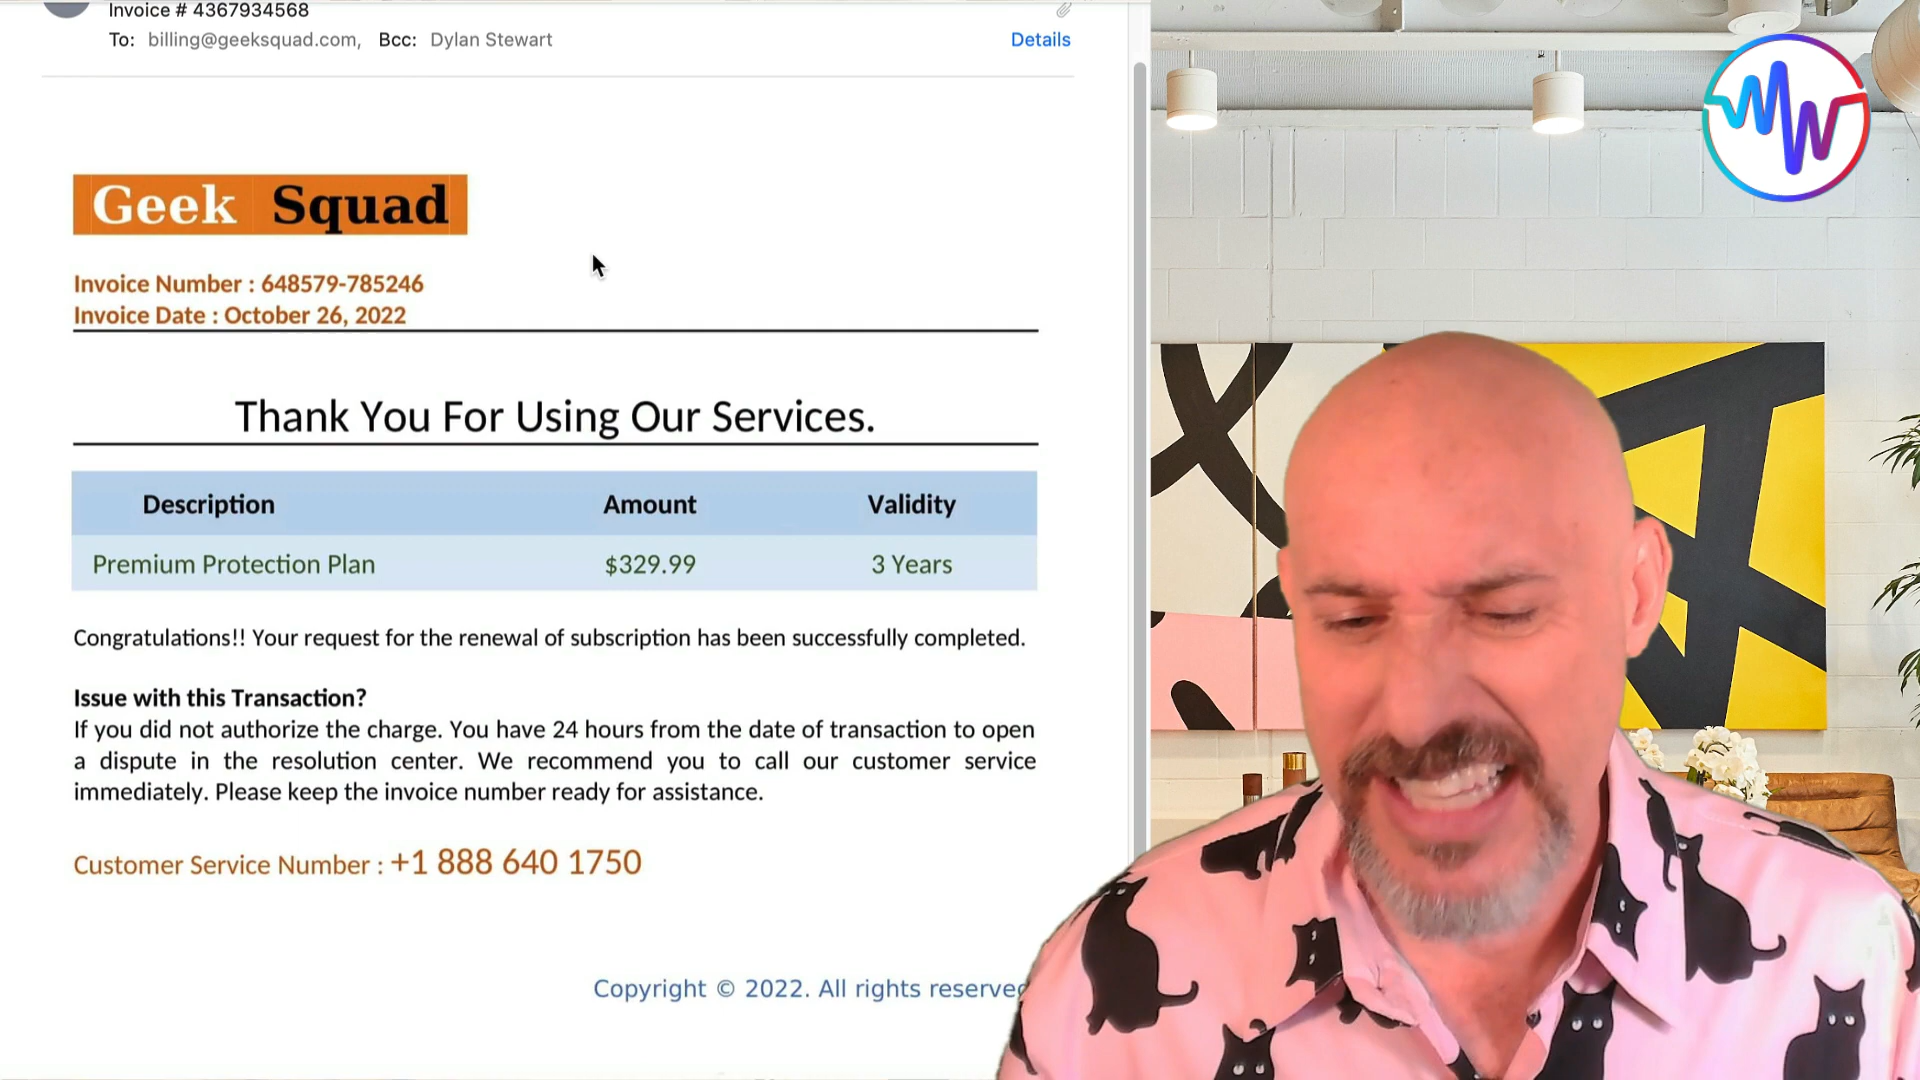 Invoice # 4367934568
To: billing@geeksquad.com, Bcc: Dylan Stewart
Details
Geek Squad
Invoice Number : 648579-785246
Invoice Date : October 26, 2022
Thank You For Using Our Services.
Description Amount Validity
Premium Protection Plan $329.99 3 Years
Congratulations!! Your request for the renewal of subscription has been successfully completed.
Issue with this Transaction?
If you did not authorize the charge. You have 24 hours from the date of transaction to open
a dispute in the resolution center. We recommend you to call our customer service
immediately. Please keep the invoice number ready for assistance.
Customer Service Number : +1 888 640 1750
Copyright © 2022. All rights reserved
MW